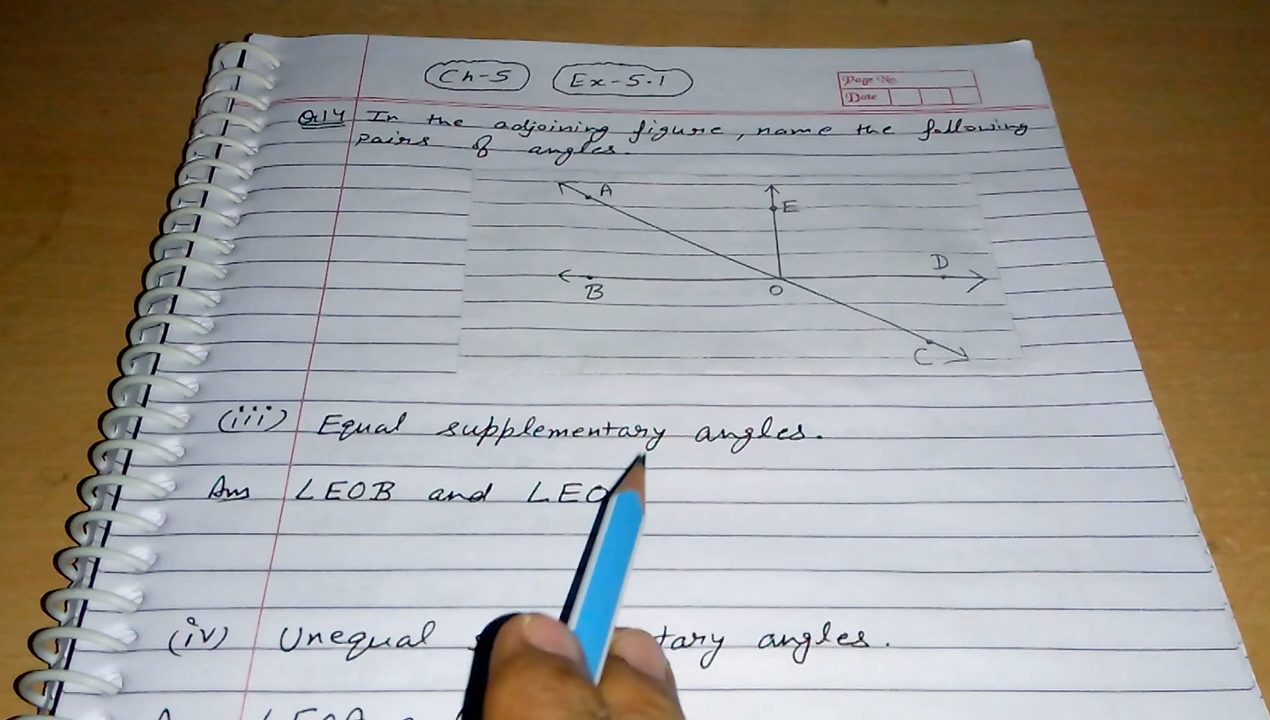 Ch-5 Ex-5.1
Page No.
Date
Q.14 In the adjoining figure, name the following
pairs of angles.
A
E
D
B
O
C
(iii) Equal supplementary angles.
Ans ∠EOB and ∠EO
(iv) Unequal tary angles.